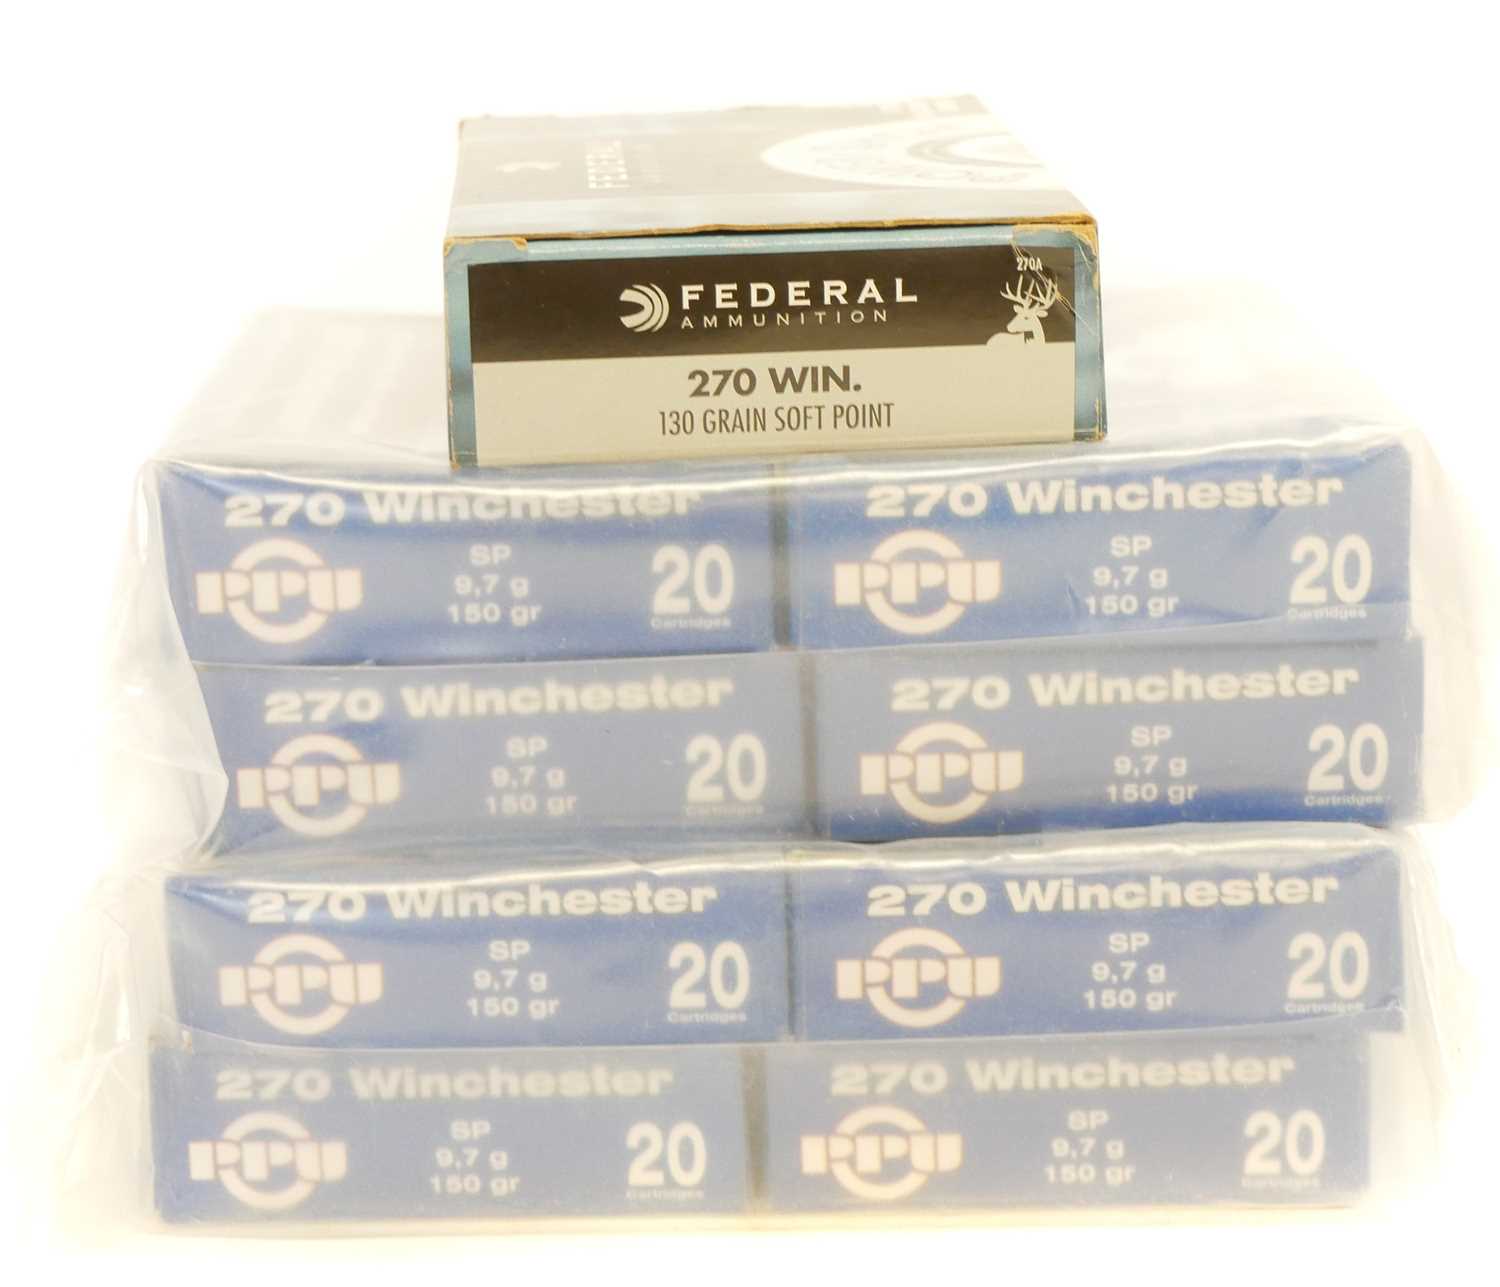 FEDERAL
270A
FEDERAL
AMMUNITION
270 WIN.
130 GRAIN SOFT POINT
270 Winchester
PPU
SP
9,7 g
150 gr
20
Cartridges
270 Winchester
PPU
SP
9,7 g
150 gr
20
Cartridges
270 Winchester
PPU
SP
9,7 g
150 gr
20
Cartridges
270 Winchester
PPU
SP
9,7 g
150 gr
20
Cartridges
270 Winchester
PPU
SP
9,7 g
150 gr
20
Cartridges
270 Winchester
PPU
SP
9,7 g
150 gr
20
Cartridges
270 Winchester
PPU
SP
9,7 g
150 gr
20
Cartridges
270 Winchester
PPU
SP
9,7 g
150 gr
20
Cartridges